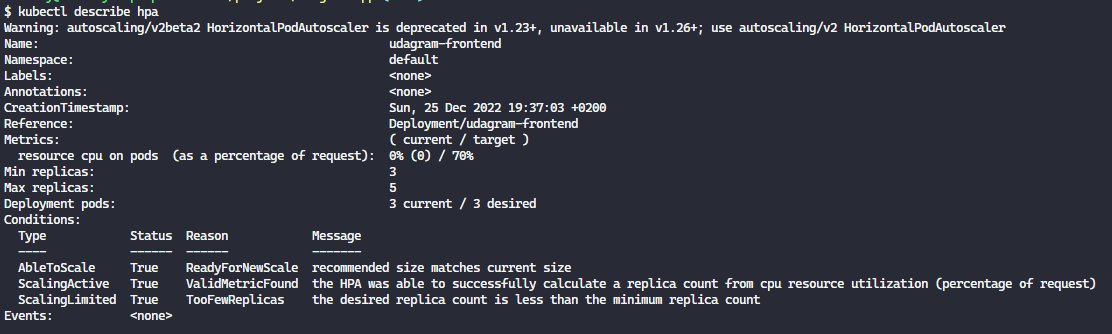 $ kubectl describe hpa
Warning: autoscaling/v2beta2 HorizontalPodAutoscaler is deprecated in v1.23+, unavailable in v1.26+; use autoscaling/v2 HorizontalPodAutoscaler
Name: udagram-frontend
Namespace: default
Labels: <none>
Annotations: <none>
CreationTimestamp: Sun, 25 Dec 2022 19:37:03 +0200
Reference: Deployment/udagram-frontend
Metrics: ( current / target )
resource cpu on pods (as a percentage of request): 0% (0) / 70%
Min replicas: 3
Max replicas: 5
Deployment pods: 3 current / 3 desired
Conditions:
Type Status Reason Message
---- ------ ------ -------
AbleToScale True ReadyForNewScale recommended size matches current size
ScalingActive True ValidMetricFound the HPA was able to successfully calculate a replica count from cpu resource utilization (percentage of request)
ScalingLimited True TooFewReplicas the desired replica count is less than the minimum replica count
Events: <none>